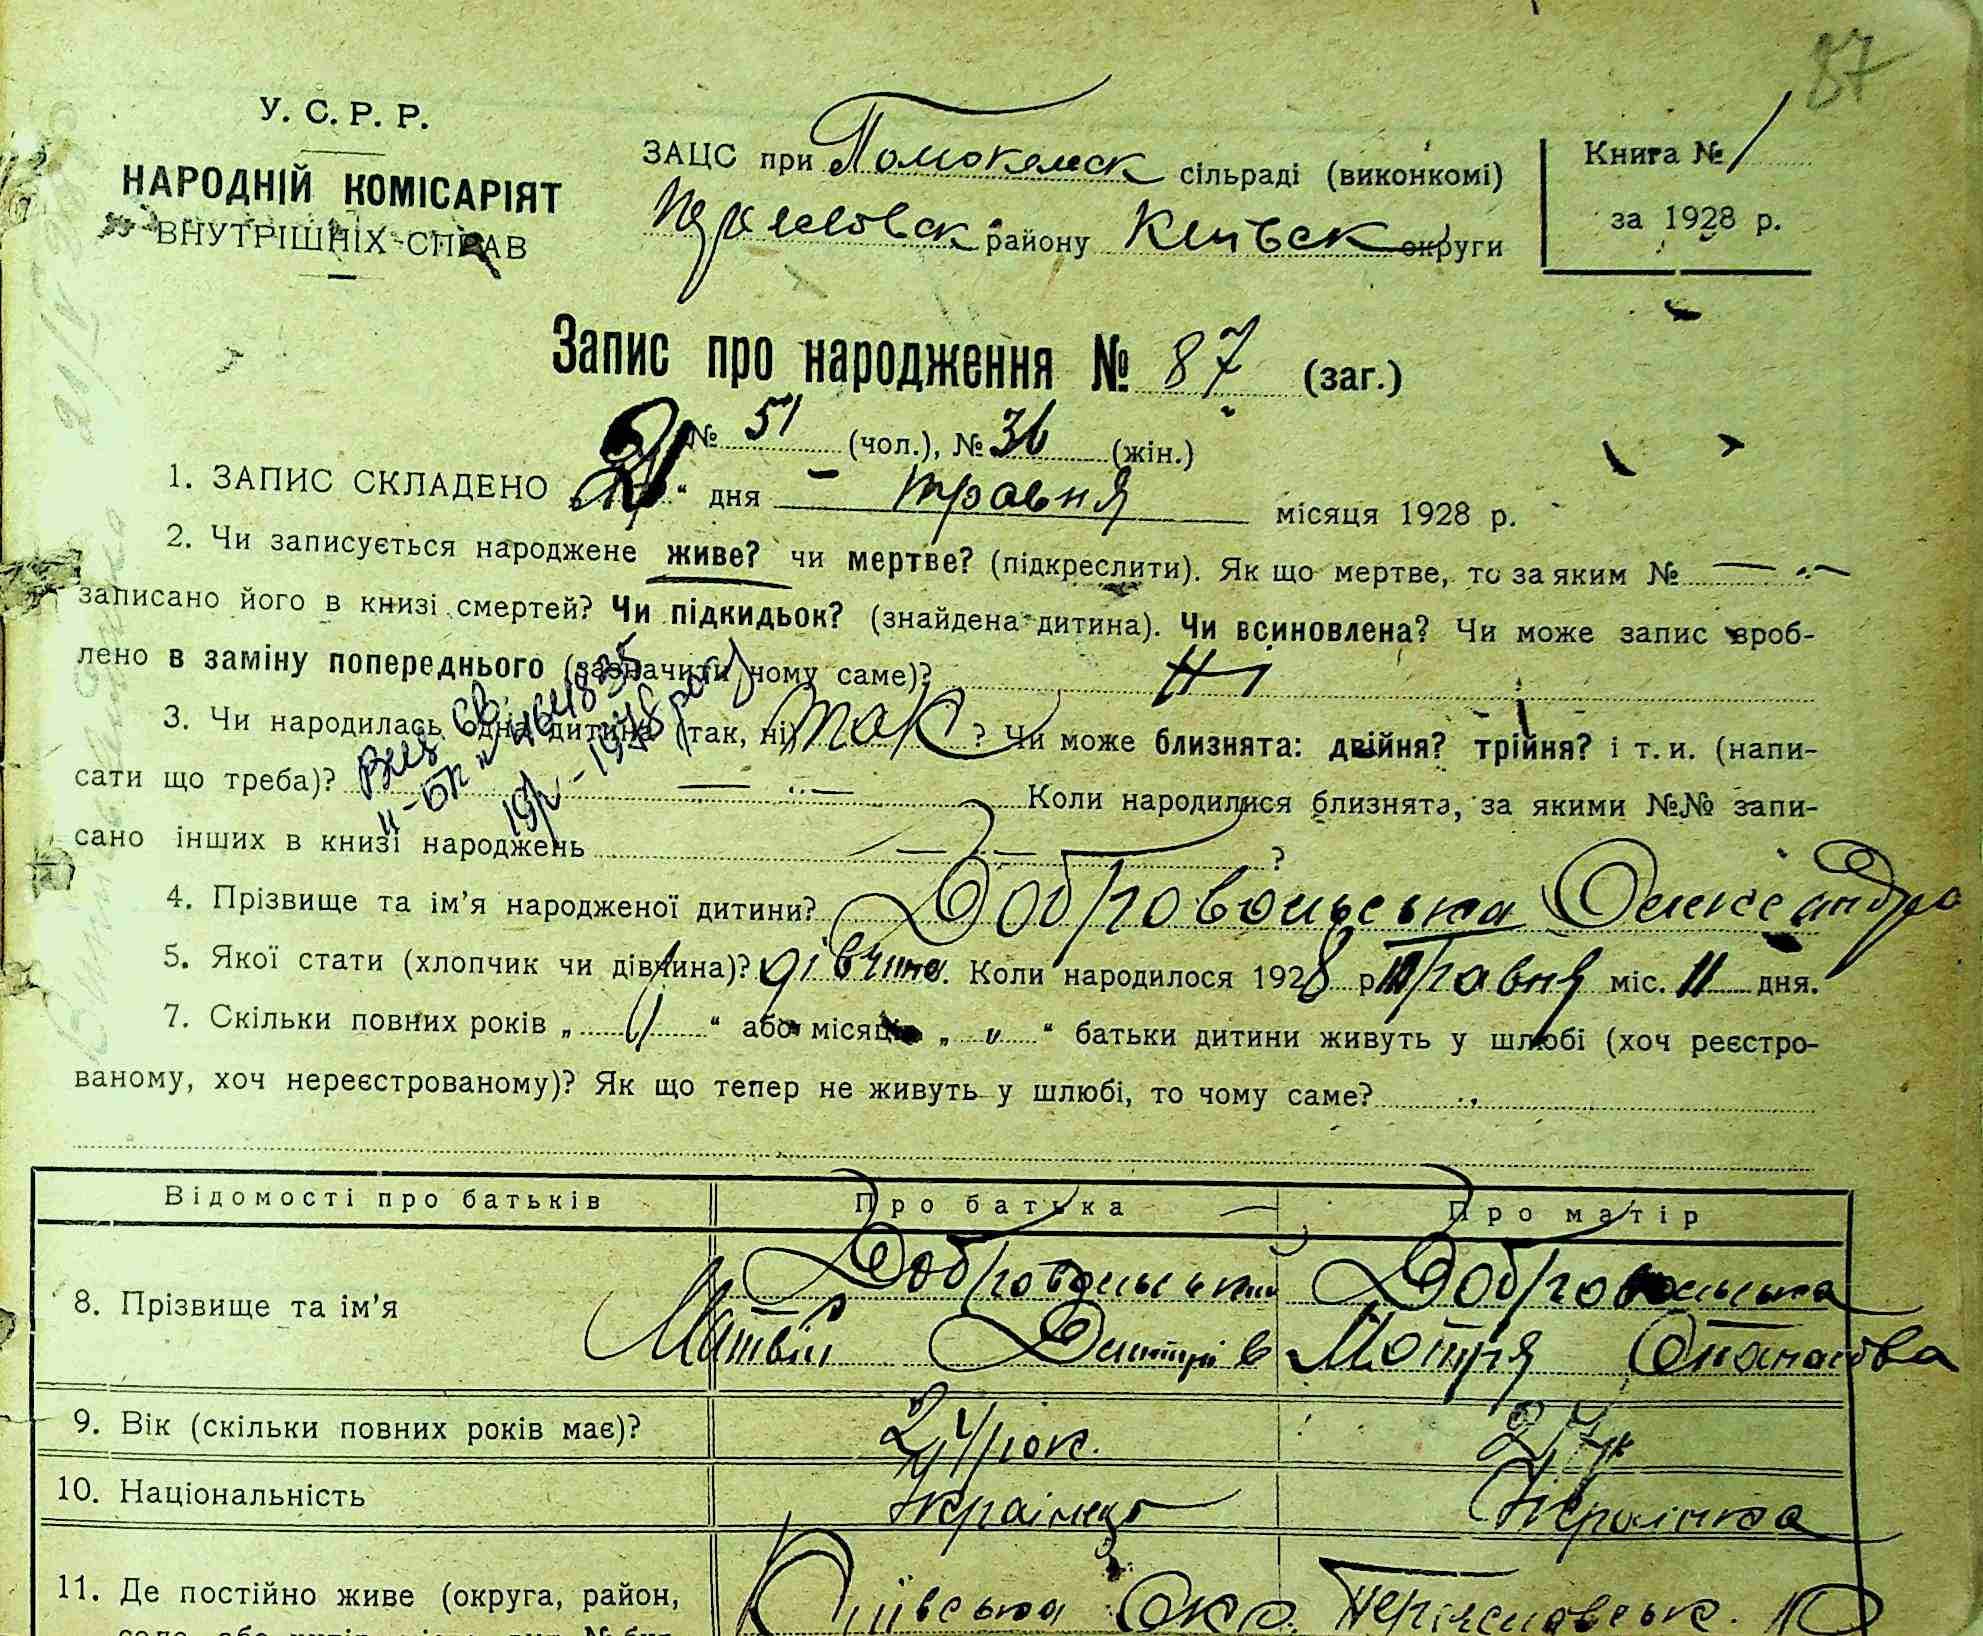 87
У. С. Р. Р.
НАРОДНІЙ КОМІСАРІЯТ
ВНУТРІШНІХ СПРАВ
ЗАЦС при Помоклиск сільраді (виконкомі)
району Київськ округи
Книга № 1
за 1928 р.
Запис про народження № 87 (заг.)
№ 51 (чол.), № 36 (жін.)
1. ЗАПИС СКЛАДЕНО „21“ дня травня місяця 1928 р.
2. Чи записується народжене живе? чи мертве? (підкреслити). Як що мертве, то за яким №
записано його в книзі смертей? Чи підкидьок? (знайдена дитина). Чи всиновлена? Чи може запис вроб-
лено в заміну попереднього (зазначити чому саме)? Ні
3. Чи народилась одна дитина (так, ні) так ? Чи може близнята: двійня? трійня? і т. и. (напи-
сати що треба)? Коли народилися близнята, за якими №№ запи-
сано інших в книзі народжень ?
4. Прізвище та ім’я народженої дитини? Добровольська Олександра
5. Якої стати (хлопчик чи дівчина)? дівчина. Коли народилося 1928 р травня міс. 11 дня.
7. Скільки повних років „ “ або місяців „ “ батьки дитини живуть у шлюбі (хоч реєстро-
ваному, хоч нереєстрованому)? Як що тепер не живуть у шлюбі, то чому саме?
Відомості про батьків Про батька Про матір
8. Прізвище та ім’я Добровольський Матвій Дмитрів Добровольська Мотря Опанасова
9. Вік (скільки повних років має)? 24 рок.
10. Національність Українець Українка
11. Де постійно живе (округа, район, Київська Окр. Переяславськ. Р